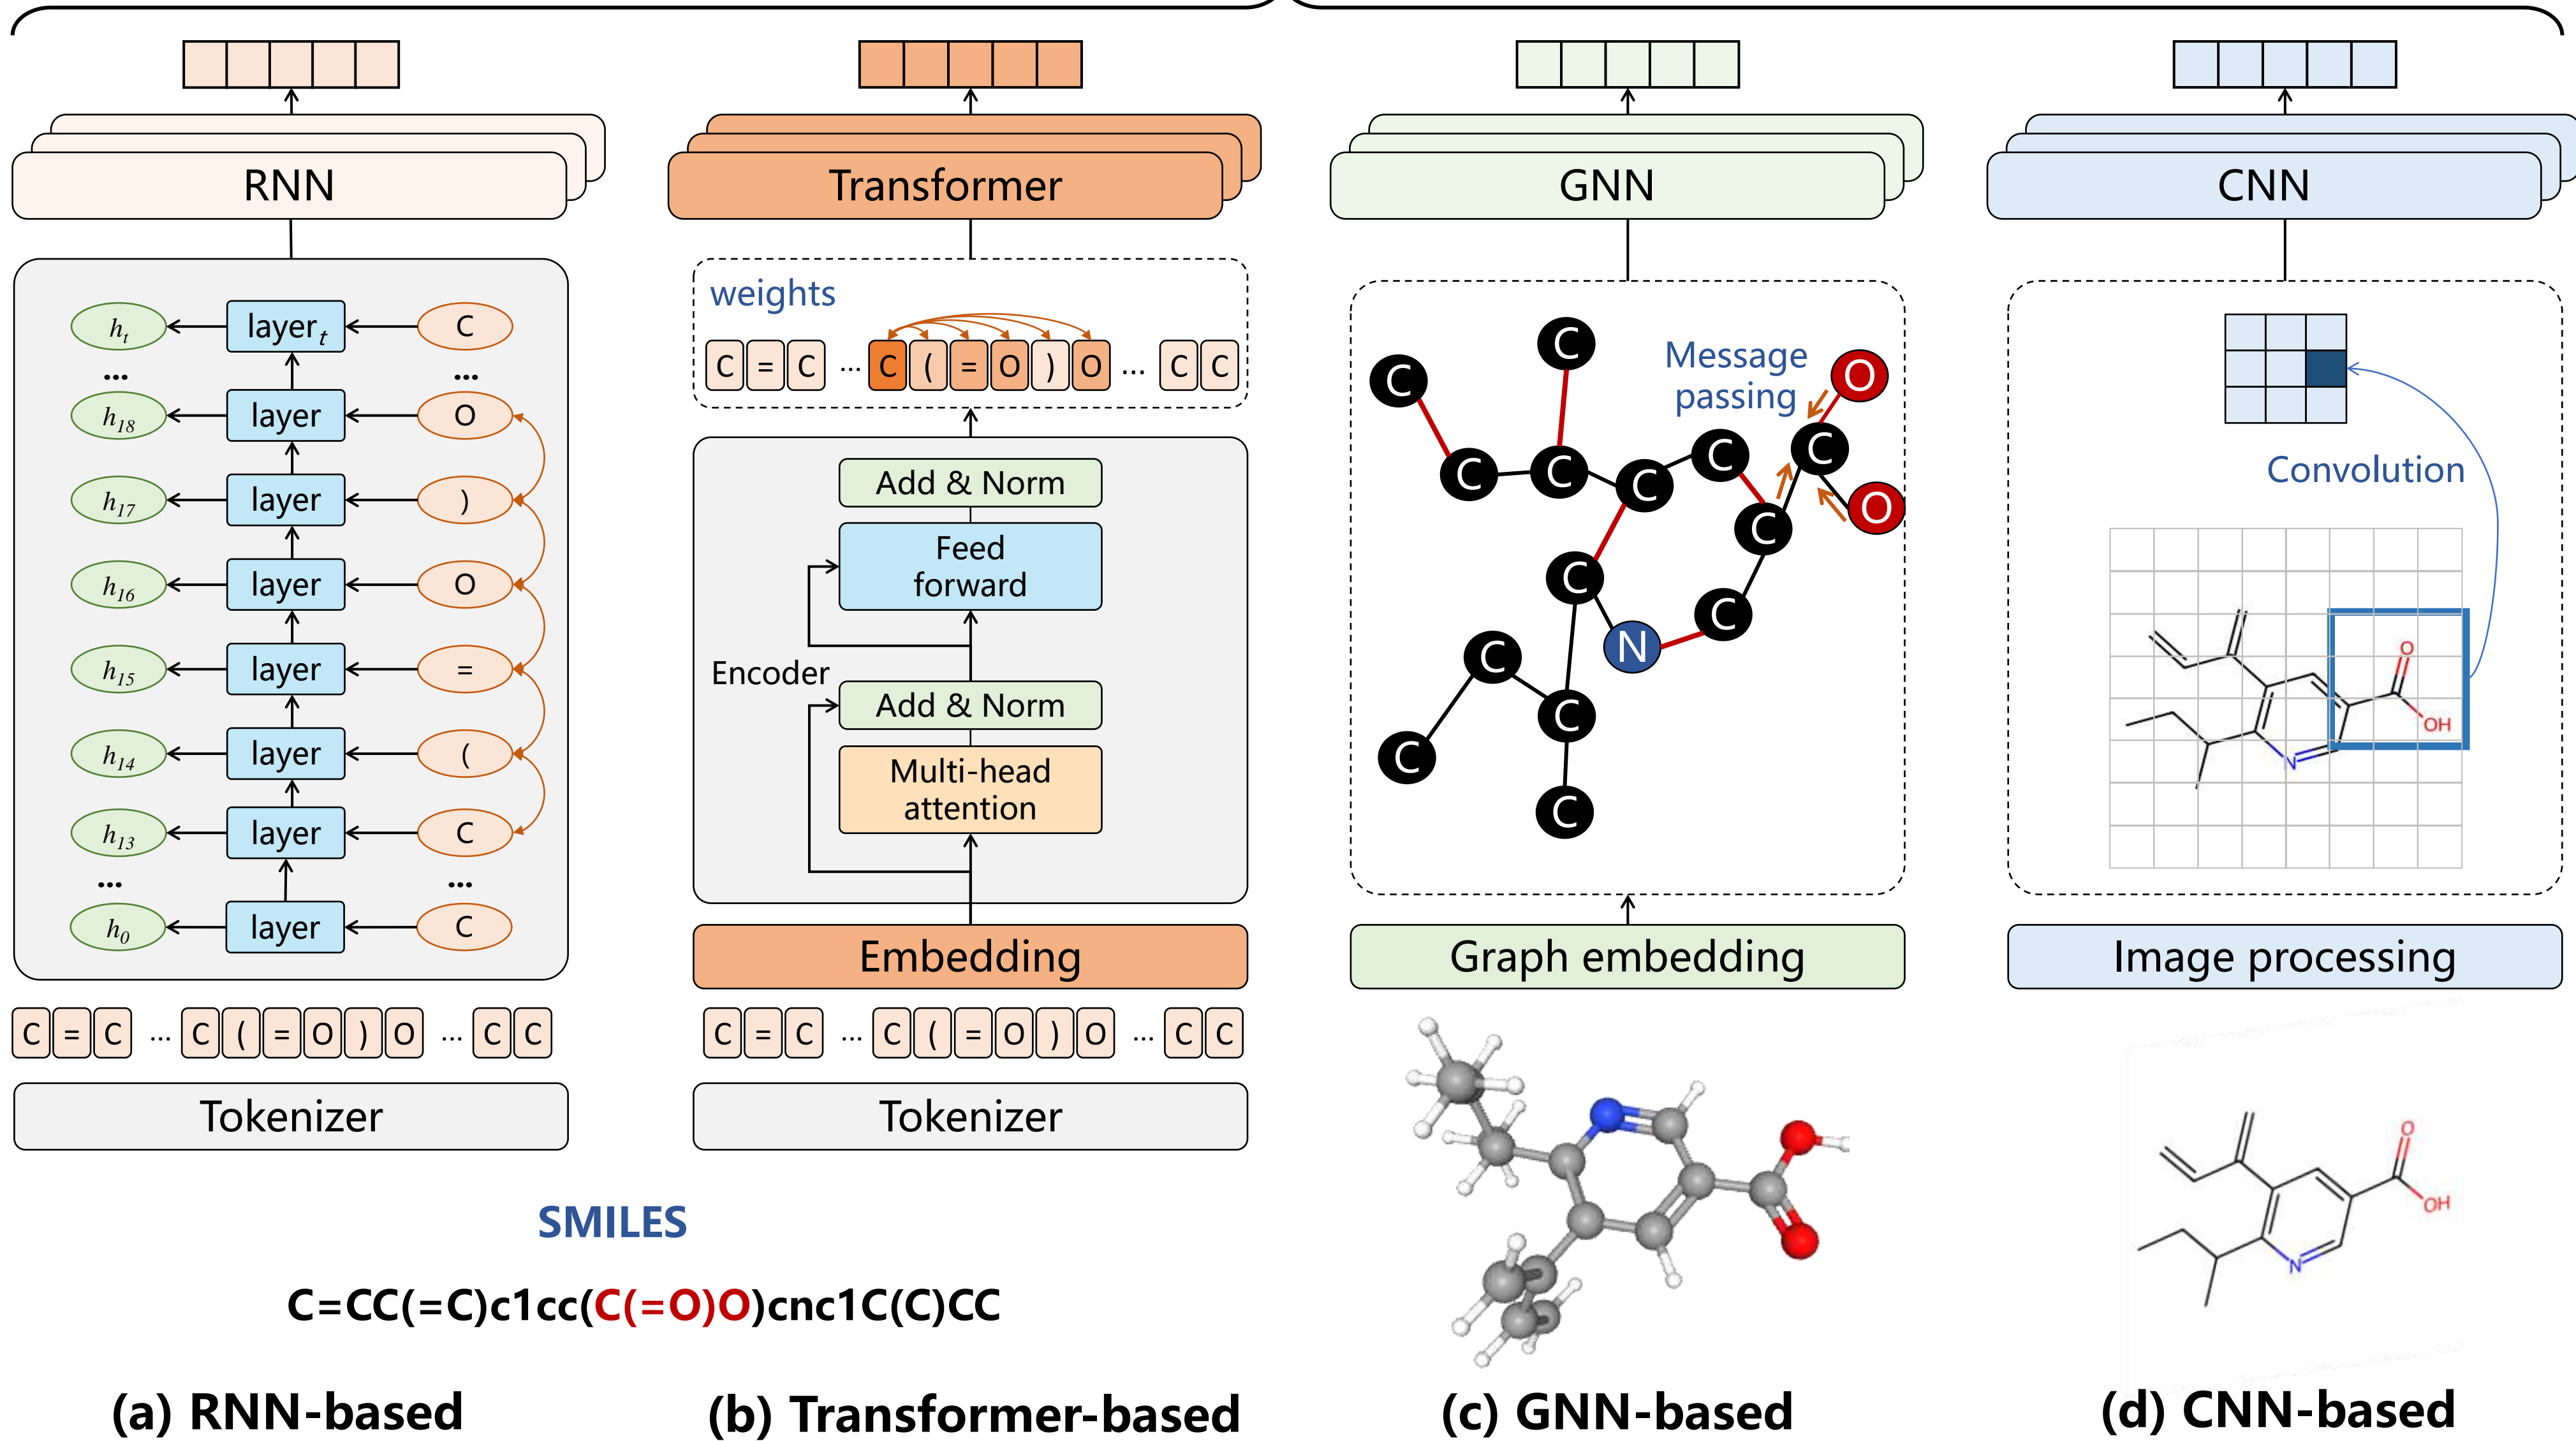 RNN
h_t layer_t C
... ...
h_18 layer O
h_17 layer )
h_16 layer O
h_15 layer =
h_14 layer (
h_13 layer C
... ...
h_0 layer C
C = C ... C ( = O ) O ... C C
Tokenizer
Transformer
weights
C = C ... C ( = O ) O ... C C
Add & Norm
Feed
forward
Encoder
Add & Norm
Multi-head
attention
Embedding
C = C ... C ( = O ) O ... C C
Tokenizer
SMILES
C=CC(=C)c1cc(C(=O)O)cnc1C(C)CC
GNN
Message
passing
C
C
O
C
C
C
C
C
C
O
C
C
C
N
C
C
C
C
Graph embedding
CNN
Convolution
O
OH
N
Image processing
O
OH
N
(a) RNN-based
(b) Transformer-based
(c) GNN-based
(d) CNN-based